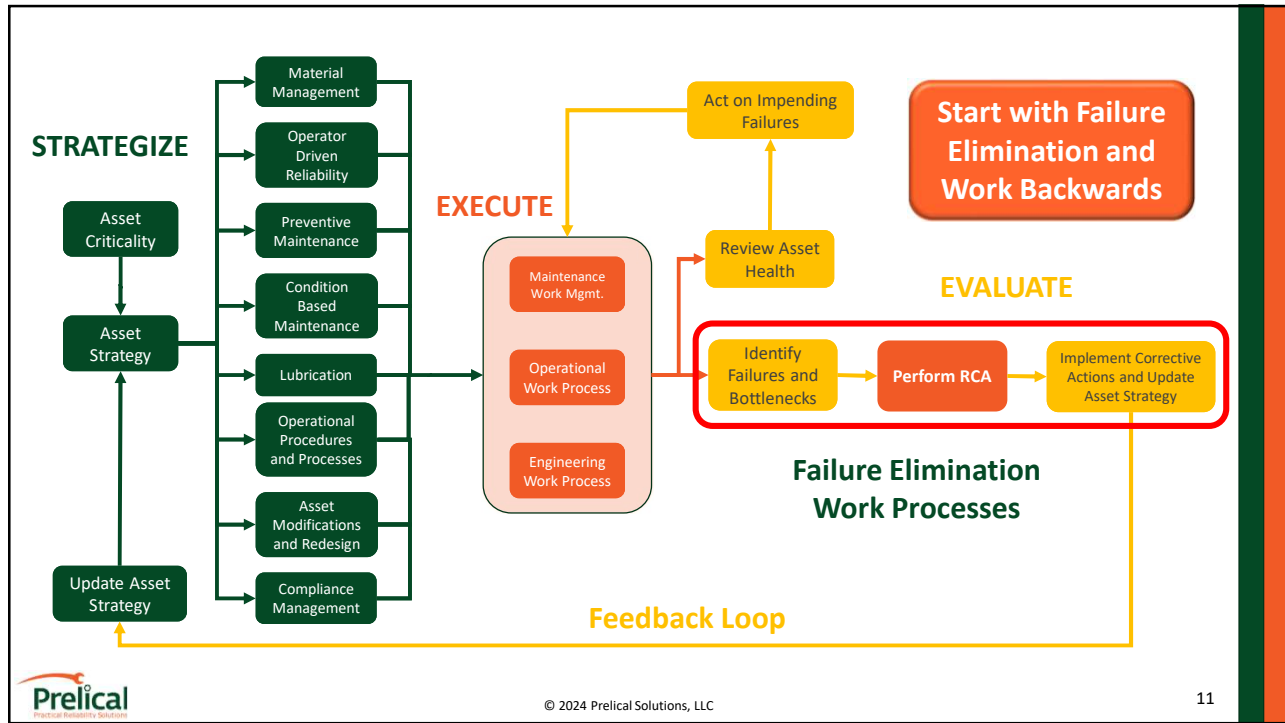 STRATEGIZE
Asset
Criticality
Asset
Strategy
Update Asset
Strategy
Material
Management
Operator
Driven
Reliability
Preventive
Maintenance
Condition
Based
Maintenance
Lubrication
Operational
Procedures
and Processes
Asset
Modifications
and Redesign
Compliance
Management
EXECUTE
Maintenance
Work Mgmt.
Operational
Work Process
Engineering
Work Process
Act on Impending
Failures
Review Asset
Health
Start with Failure
Elimination and
Work Backwards
EVALUATE
Identify
Failures and
Bottlenecks
Perform RCA
Implement Corrective
Actions and Update
Asset Strategy
Failure Elimination
Work Processes
Feedback Loop
Prelical
Practical Reliability Solutions
© 2024 Prelical Solutions, LLC
11